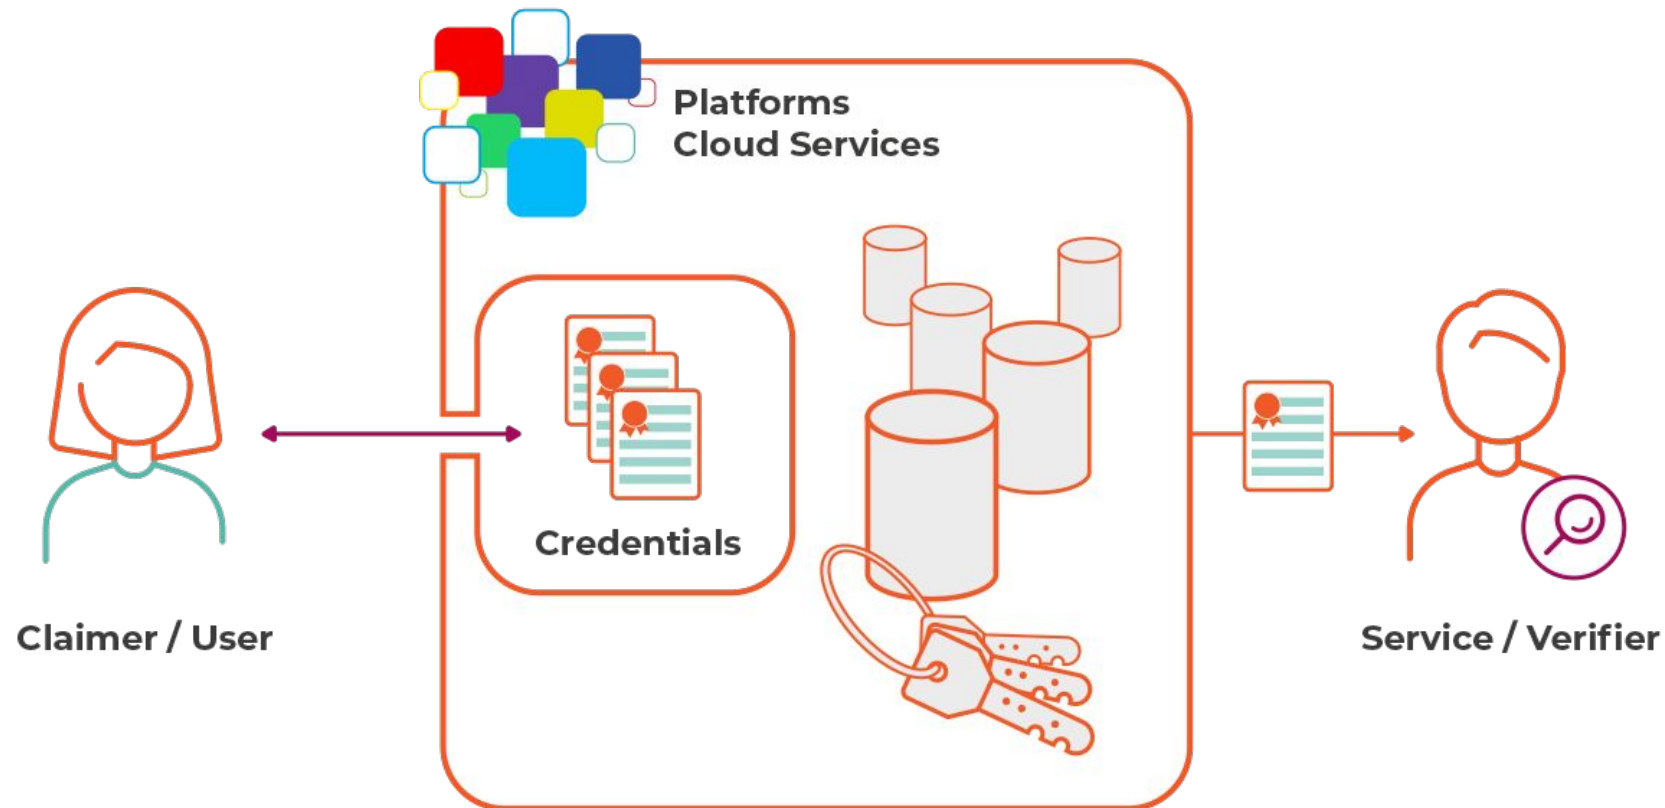 Platforms
Cloud Services
Credentials
Claimer / User
Service / Verifier